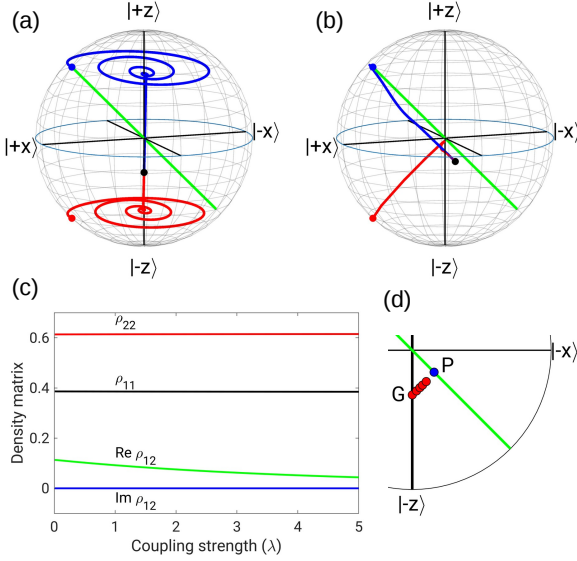 (a)
|+z⟩
(b)
|+z⟩
|+x⟩
|-x⟩
|+x⟩
|-x⟩
|-z⟩
|-z⟩
(c)
Density matrix
0.6
0.4
0.2
0
ρ22
ρ11
Re ρ12
Im ρ12
0
1
2
3
4
5
Coupling strength (λ)
(d)
|-x⟩
P
G
|-z⟩